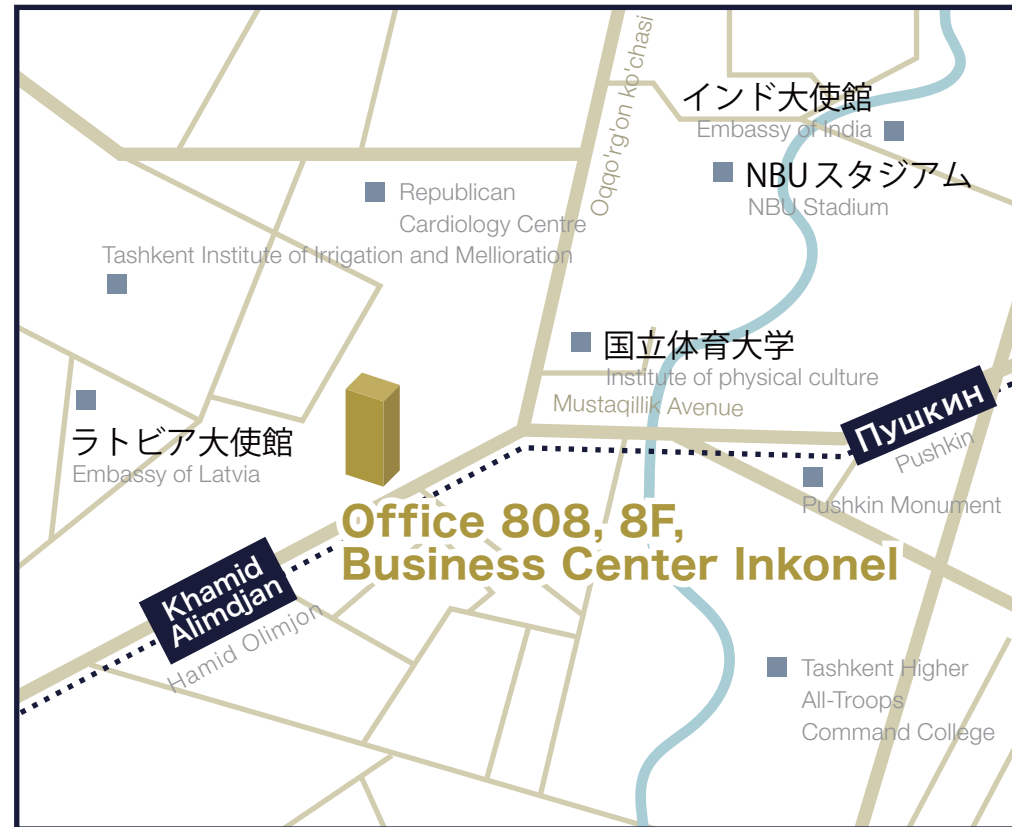 Oqqo'rg'on ko'chasi
インド大使館
Embassy of India
NBUスタジアム
NBU Stadium
Republican
Cardiology Centre
Tashkent Institute of Irrigation and Mellioration
国立体育大学
Institute of physical culture
Mustaqillik Avenue
Пушкин
Pushkin
ラトビア大使館
Embassy of Latvia
Pushkin Monument
Office 808, 8F,
Business Center Inkonel
Khamid
Alimdjan
Hamid Olimjon
Tashkent Higher
All-Troops
Command College